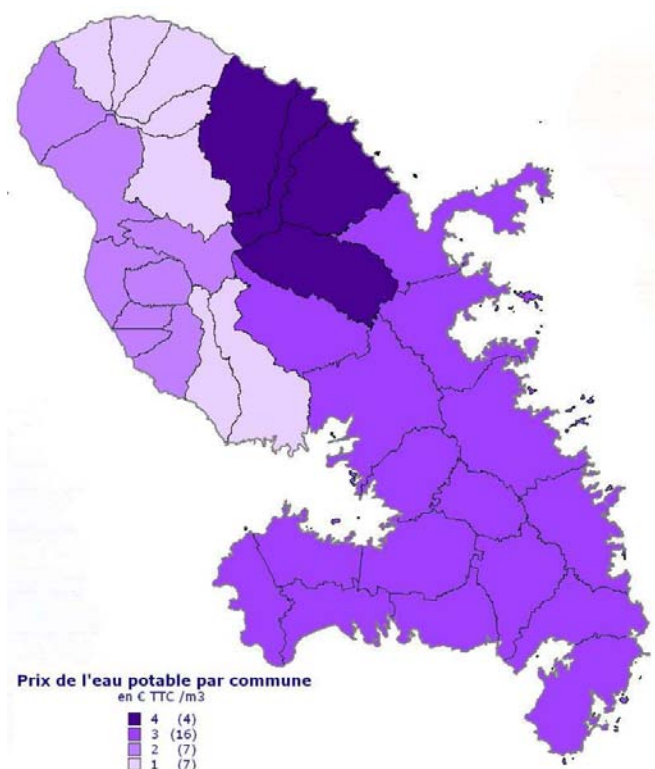 Prix de l'eau potable par commune
en € TTC /m3
4 (4)
3 (16)
2 (7)
1 (7)